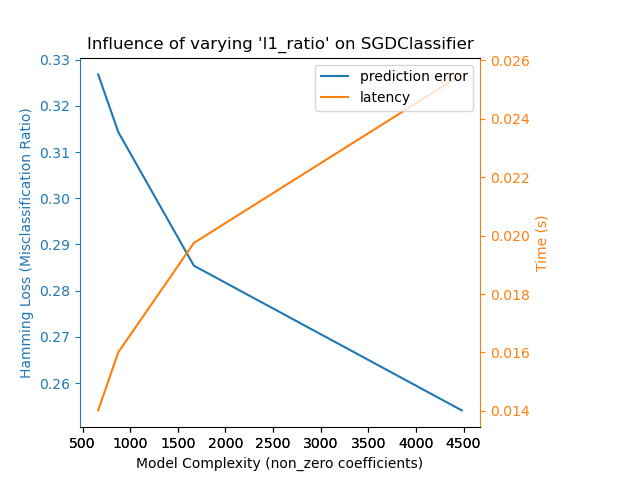 Influence of varying 'l1_ratio' on SGDClassifier
prediction error
latency
0.33
0.32
0.31
0.30
0.29
0.28
0.27
0.26
Hamming Loss (Misclassification Ratio)
0.026
0.024
0.022
0.020
0.018
0.016
0.014
Time (s)
500 1000 1500 2000 2500 3000 3500 4000 4500
Model Complexity (non_zero coefficients)